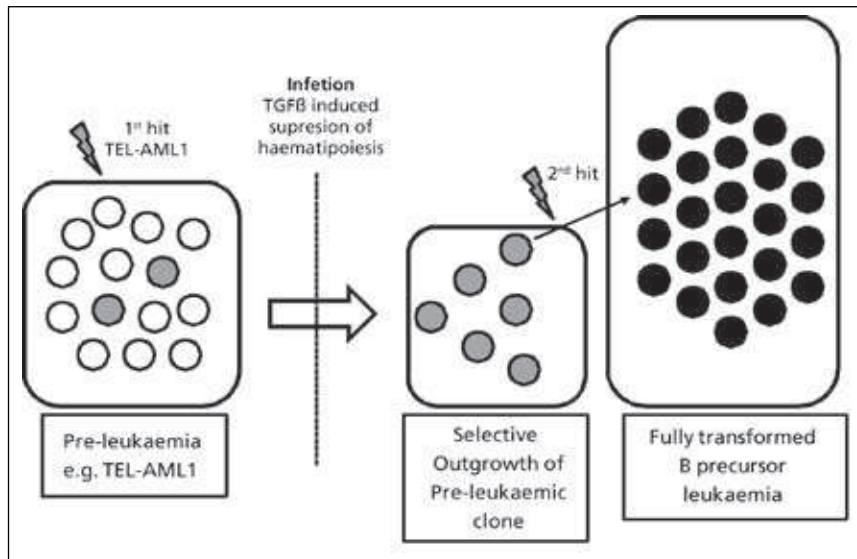 1st hit
TEL-AML1
Infetion
TGFß induced
supresion of
haematipoiesis
2nd hit
Pre-leukaemia
e.g. TEL-AML1
Selective
Outgrowth of
Pre-leukaemic
clone
Fully transformed
B precursor
leukaemia